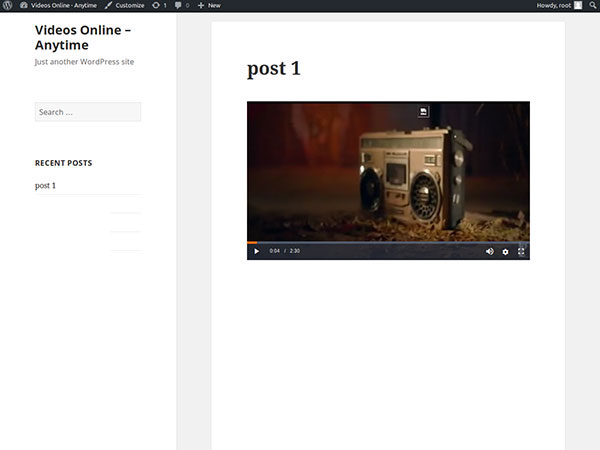 Videos Online - Anytime Customize 1 0 New Howdy, root
Videos Online –
Anytime
Just another WordPress site
Search …
RECENT POSTS
post 1
post 1
0:04 / 2:30